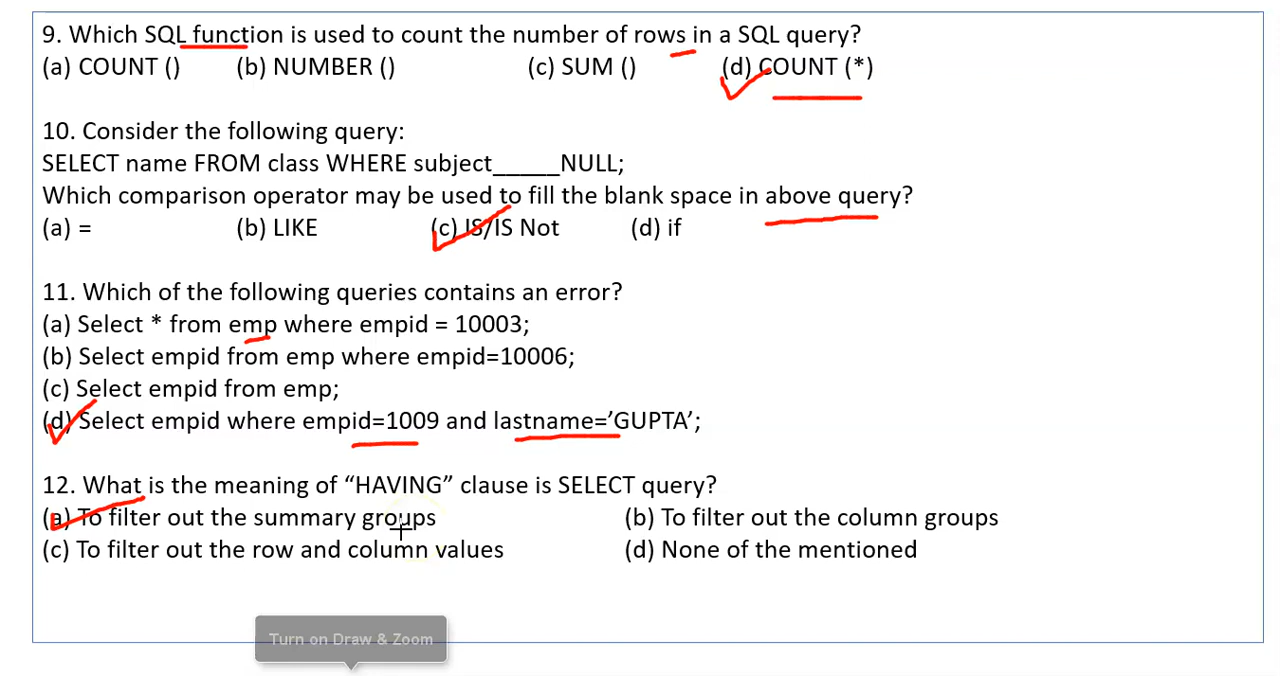 9. Which SQL function is used to count the number of rows in a SQL query?
(a) COUNT () (b) NUMBER () (c) SUM () (d) COUNT (*)
10. Consider the following query:
SELECT name FROM class WHERE subject_____NULL;
Which comparison operator may be used to fill the blank space in above query?
(a) = (b) LIKE (c) IS/IS Not (d) if
11. Which of the following queries contains an error?
(a) Select * from emp where empid = 10003;
(b) Select empid from emp where empid=10006;
(c) Select empid from emp;
(d) Select empid where empid=1009 and lastname=’GUPTA’;
12. What is the meaning of “HAVING” clause is SELECT query?
(a) To filter out the summary groups (b) To filter out the column groups
(c) To filter out the row and column values (d) None of the mentioned
Turn on Draw & Zoom